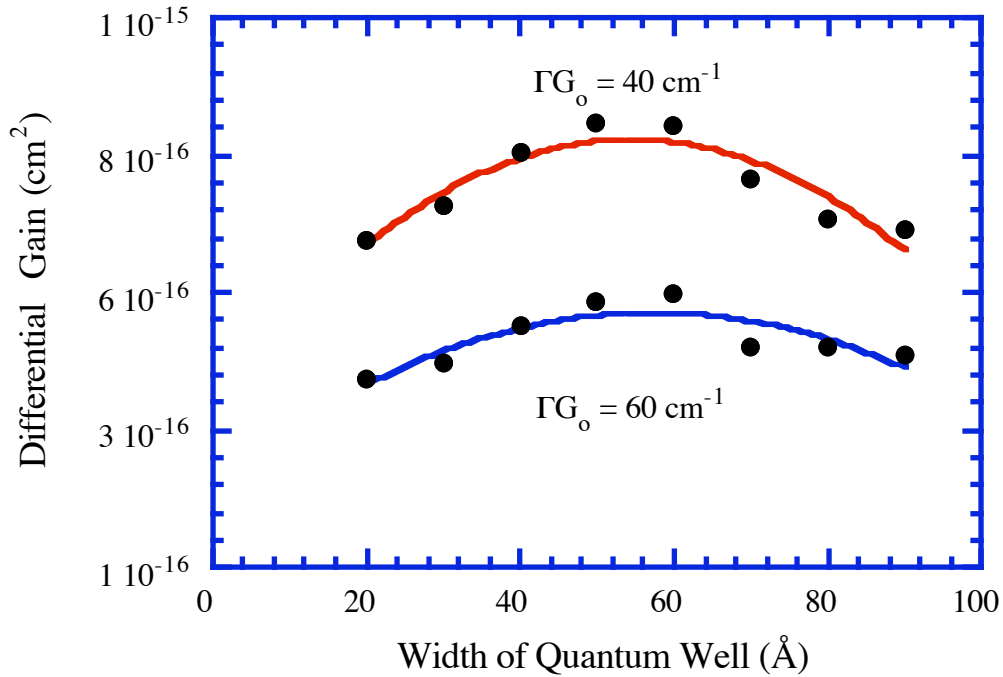 1 10⁻¹⁵
ΓGₒ = 40 cm⁻¹
8 10⁻¹⁶
6 10⁻¹⁶
ΓGₒ = 60 cm⁻¹
3 10⁻¹⁶
1 10⁻¹⁶
Differential Gain (cm²)
0 20 40 60 80 100
Width of Quantum Well (Å)